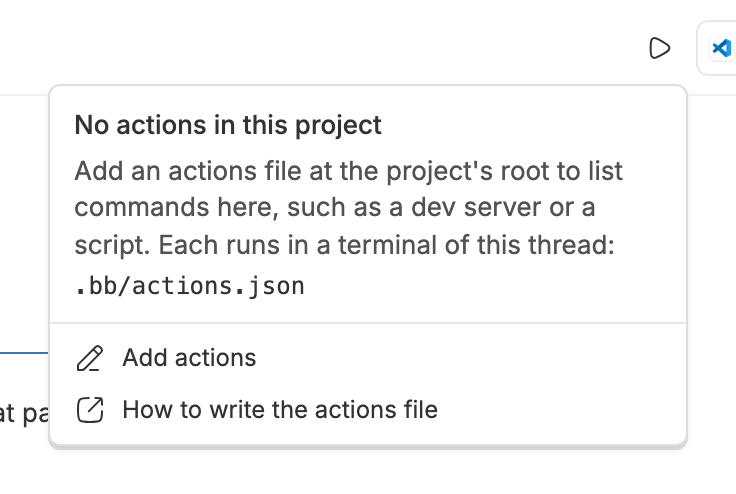 No actions in this project
Add an actions file at the project's root to list
commands here, such as a dev server or a
script. Each runs in a terminal of this thread:
.bb/actions.json
Add actions
at pa
How to write the actions file